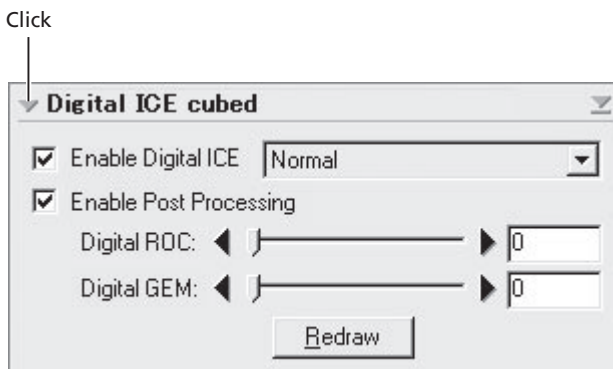 Click
Digital ICE cubed
Enable Digital ICE Normal
Enable Post Processing
Digital ROC: 0
Digital GEM: 0
Redraw